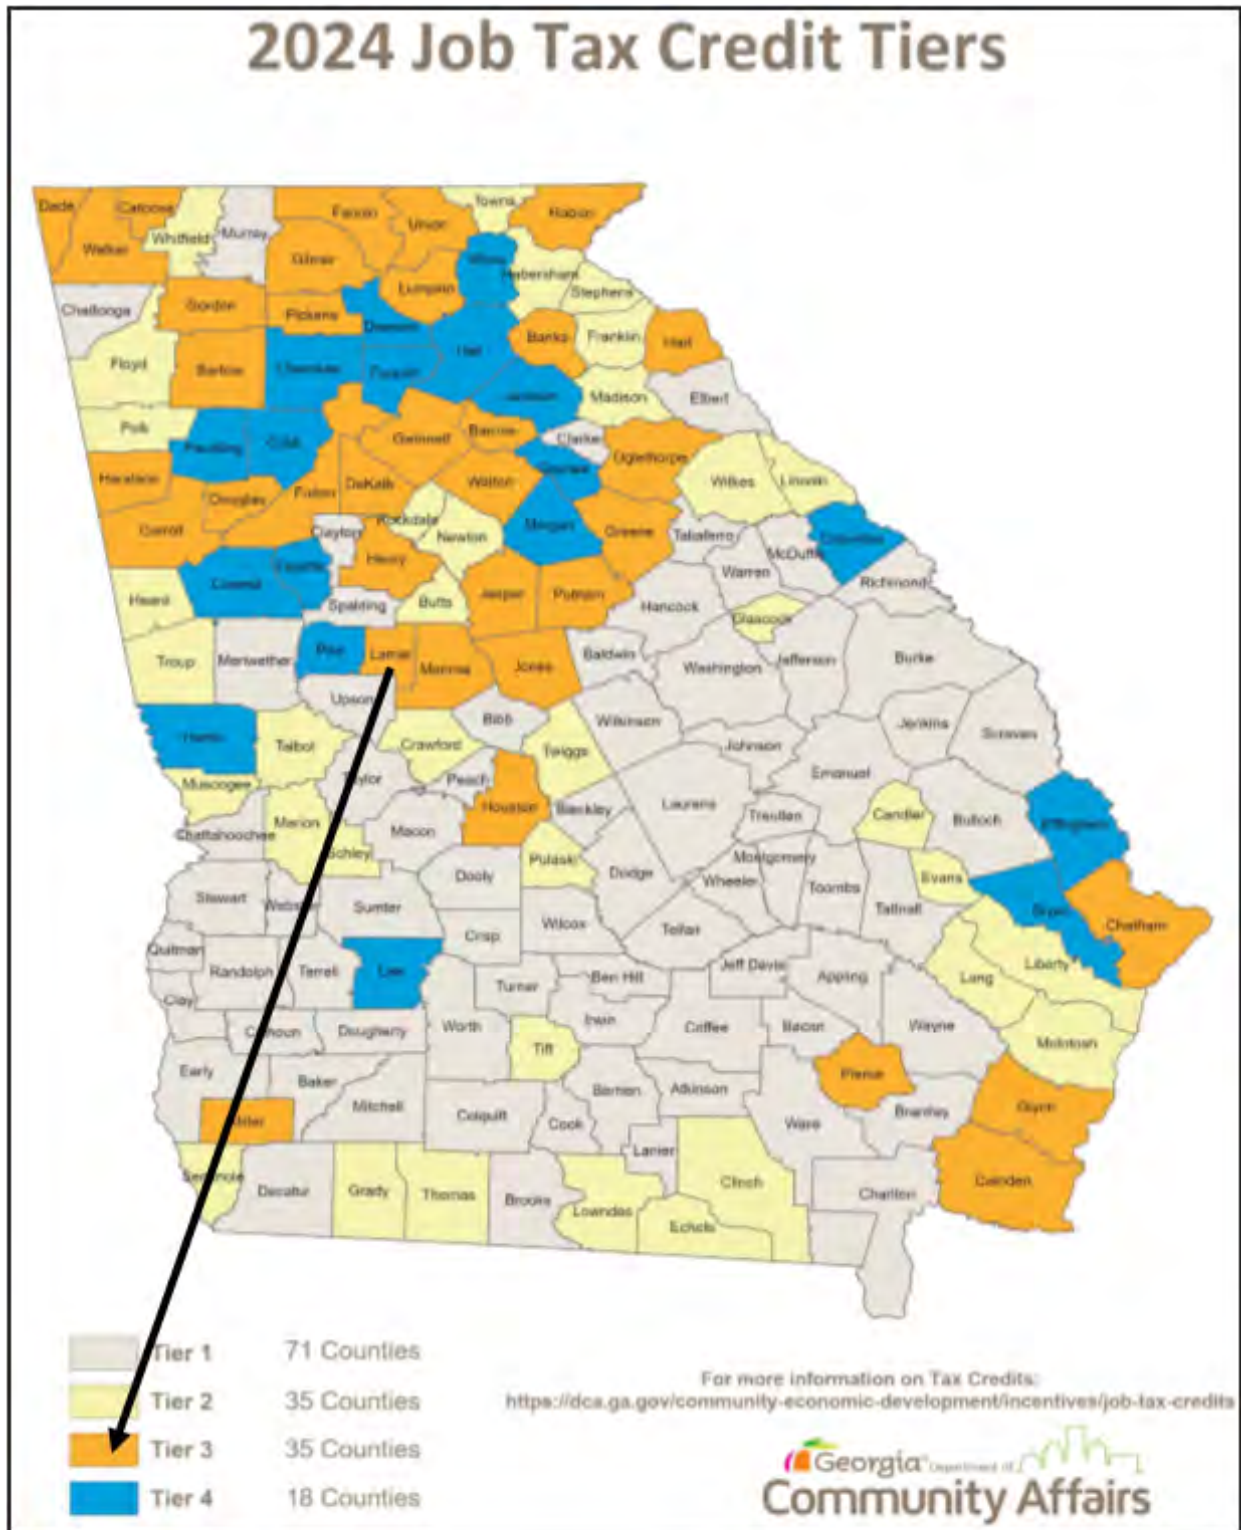 2024 Job Tax Credit Tiers
Dade
Catoosa
Fannin
Towns
Rabun
Union
Whitfield
Murray
Walker
Gilmer
White
Habersham
Lumpkin
Stephens
Chattooga
Gordon
Pickens
Dawson
Banks
Franklin
Hart
Floyd
Bartow
Cherokee
Forsyth
Hall
Jackson
Madison
Elbert
Polk
Paulding
Cobb
Gwinnett
Barrow
Clarke
Oconee
Oglethorpe
Haralson
Douglas
Fulton
DeKalb
Walton
Wilkes
Lincoln
Carroll
Clayton
Rockdale
Newton
Morgan
Greene
Taliaferro
McDuffie
Columbia
Henry
Warren
Richmond
Coweta
Fayette
Heard
Spalding
Butts
Jasper
Putnam
Hancock
Glascock
Troup
Meriwether
Pike
Lamar
Monroe
Jones
Baldwin
Washington
Jefferson
Burke
Upson
Bibb
Wilkinson
Harris
Talbot
Crawford
Twiggs
Johnson
Jenkins
Screven
Muscogee
Taylor
Peach
Houston
Bleckley
Laurens
Emanuel
Treutlen
Candler
Bulloch
Effingham
Chattahoochee
Marion
Schley
Macon
Pulaski
Dodge
Montgomery
Wheeler
Toombs
Evans
Stewart
Webster
Sumter
Dooly
Wilcox
Tattnall
Bryan
Chatham
Crisp
Telfair
Quitman
Randolph
Terrell
Lee
Turner
Ben Hill
Jeff Davis
Appling
Long
Liberty
Clay
Calhoun
Dougherty
Worth
Irwin
Coffee
Bacon
Wayne
McIntosh
Early
Baker
Mitchell
Tift
Berrien
Atkinson
Pierce
Colquitt
Cook
Ware
Brantley
Glynn
Miller
Lanier
Seminole
Decatur
Grady
Thomas
Brooks
Lowndes
Clinch
Echols
Charlton
Camden
Tier 1 71 Counties
Tier 2 35 Counties
Tier 3 35 Counties
Tier 4 18 Counties
For more information on Tax Credits:
https://dca.ga.gov/community-economic-development/incentives/job-tax-credits
Georgia Department of
Community Affairs